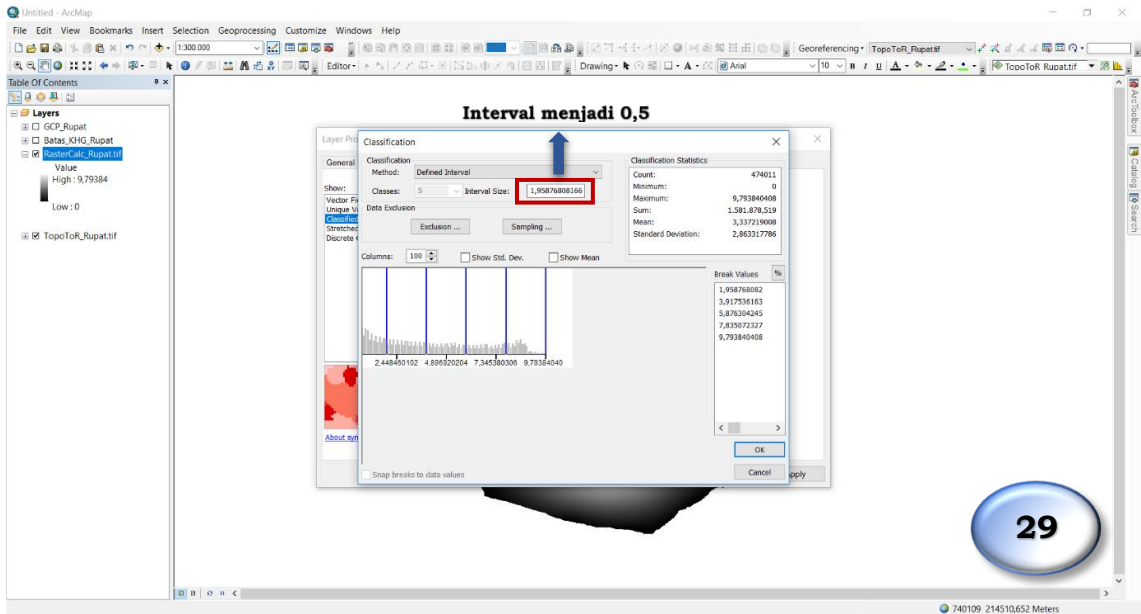 Untitled - ArcMap
File Edit View Bookmarks Insert Selection Geoprocessing Customize Windows Help
1:300.000
Georeferencing TopoToR_Rupat.tif
Editor
Drawing
Arial
10
B I U A
TopoToR Rupat.tif
Table Of Contents
Layers
GCP_Rupat
Batas_KHG_Rupat
RasterCalc_Rupat.tif
Value
High : 9,79384
Low : 0
TopoToR_Rupat.tif
Interval menjadi 0,5
Layer Pro
General
Show:
Vector Fi
Unique Va
Classified
Stretched
Discrete C
About sym
Apply
Classification
Classification
Method: Defined Interval
Classes: 5 Interval Size: 1,95876808166
Data Exclusion
Exclusion ... Sampling ...
Classification Statistics
Count: 474011
Minimum: 0
Maximum: 9,793840408
Sum: 1.581.878,519
Mean: 3,337219008
Standard Deviation: 2,863317786
Columns: 100 Show Std. Dev. Show Mean
Break Values %
1,958768082
3,917536163
5,876304245
7,835072327
9,793840408
2,448460102 4,896920204 7,345380306 9,79384040
OK
Snap breaks to data values
Cancel
ArcToolbox
Catalog
Search
29
740109 214510,652 Meters